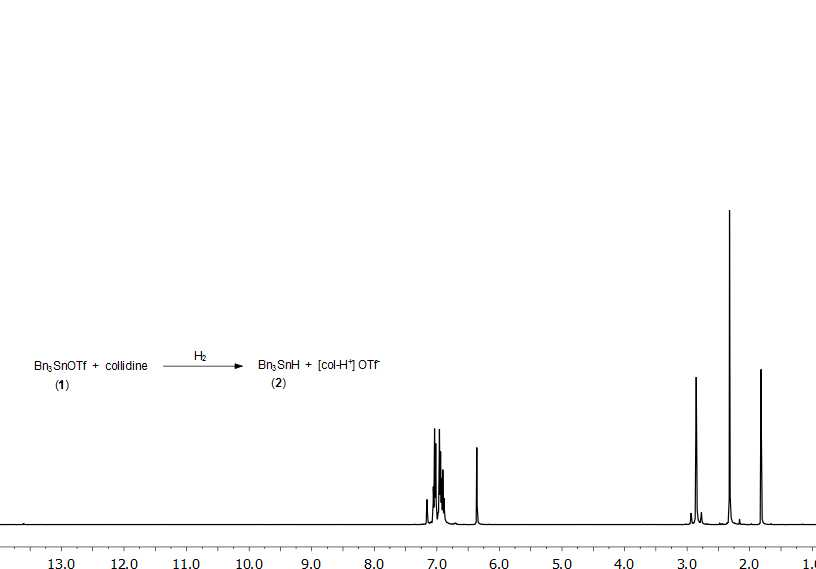 H₂
Bn₃SnOTf + collidine Bn₃SnH + [col-H⁺] OTf⁻
(1) (2)
13.0 12.0 11.0 10.0 9.0 8.0 7.0 6.0 5.0 4.0 3.0 2.0 1.0